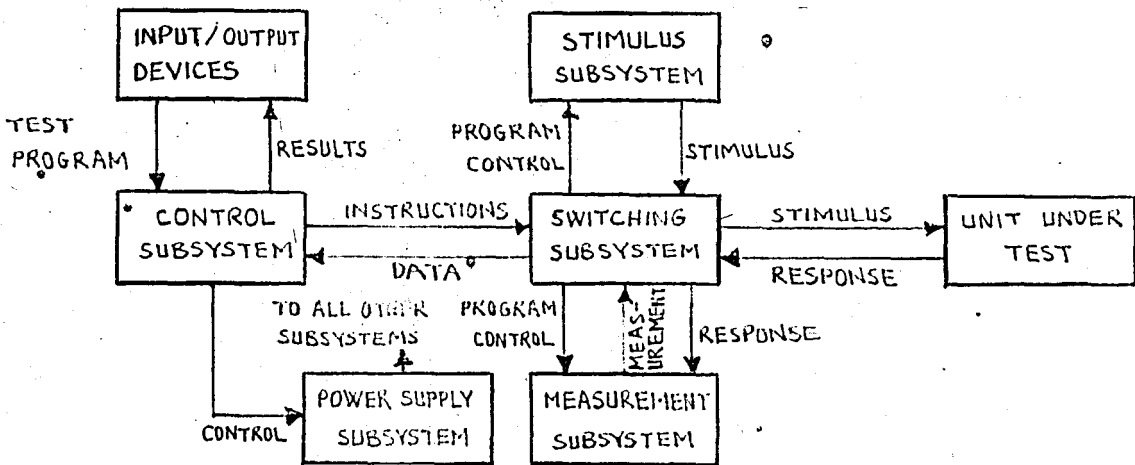 INPUT/OUTPUT
DEVICES
STIMULUS
SUBSYSTEM
TEST
PROGRAM
RESULTS
PROGRAM
CONTROL
STIMULUS
CONTROL
SUBSYSTEM
INSTRUCTIONS
DATA
SWITCHING
SUBSYSTEM
STIMULUS
RESPONSE
UNIT UNDER
TEST
TO ALL OTHER
SUBSYSTEMS
PROGRAM
CONTROL
MEAS-
UREMENT
RESPONSE
CONTROL
POWER SUPPLY
SUBSYSTEM
MEASUREMENT
SUBSYSTEM